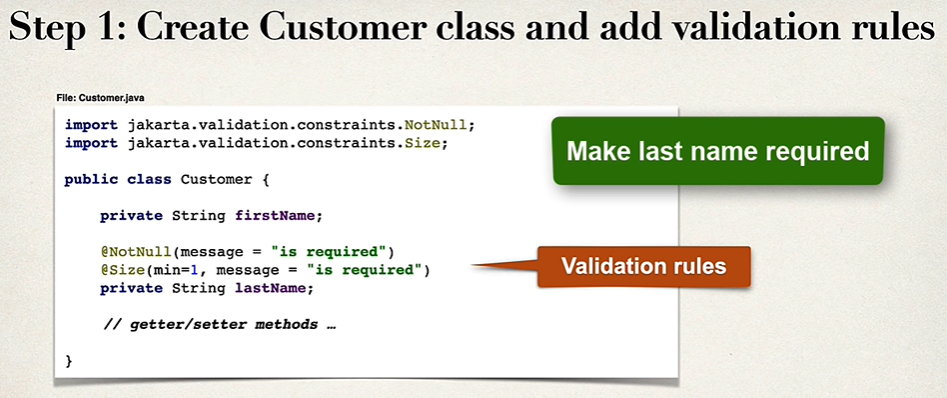 Step 1: Create Customer class and add validation rules
File: Customer.java
import jakarta.validation.constraints.NotNull;
import jakarta.validation.constraints.Size;
Make last name required
public class Customer {
private String firstName;
@NotNull(message = "is required")
@Size(min=1, message = "is required")
Validation rules
private String lastName;
// getter/setter methods …
}